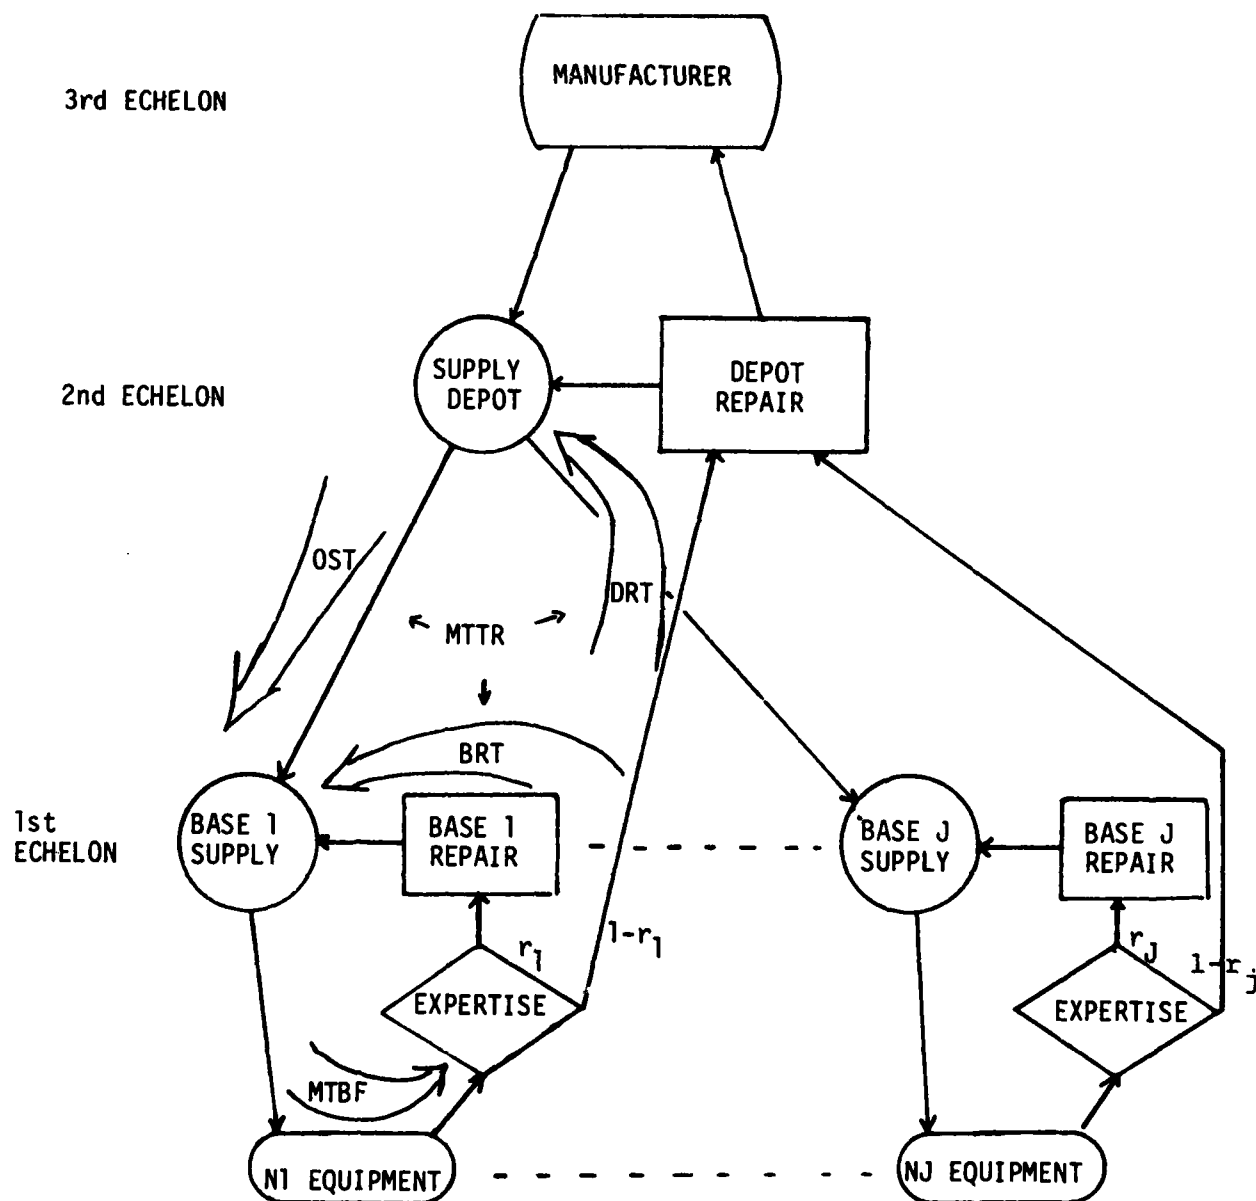 MANUFACTURER
3rd ECHELON
SUPPLY
DEPOT
DEPOT
REPAIR
2nd ECHELON
OST
DRT
MTTR
BRT
1st
ECHELON
BASE 1
SUPPLY
BASE 1
REPAIR
BASE J
SUPPLY
BASE J
REPAIR
r1
1-r1
rJ
1-rj
EXPERTISE
EXPERTISE
MTBF
N1 EQUIPMENT
NJ EQUIPMENT